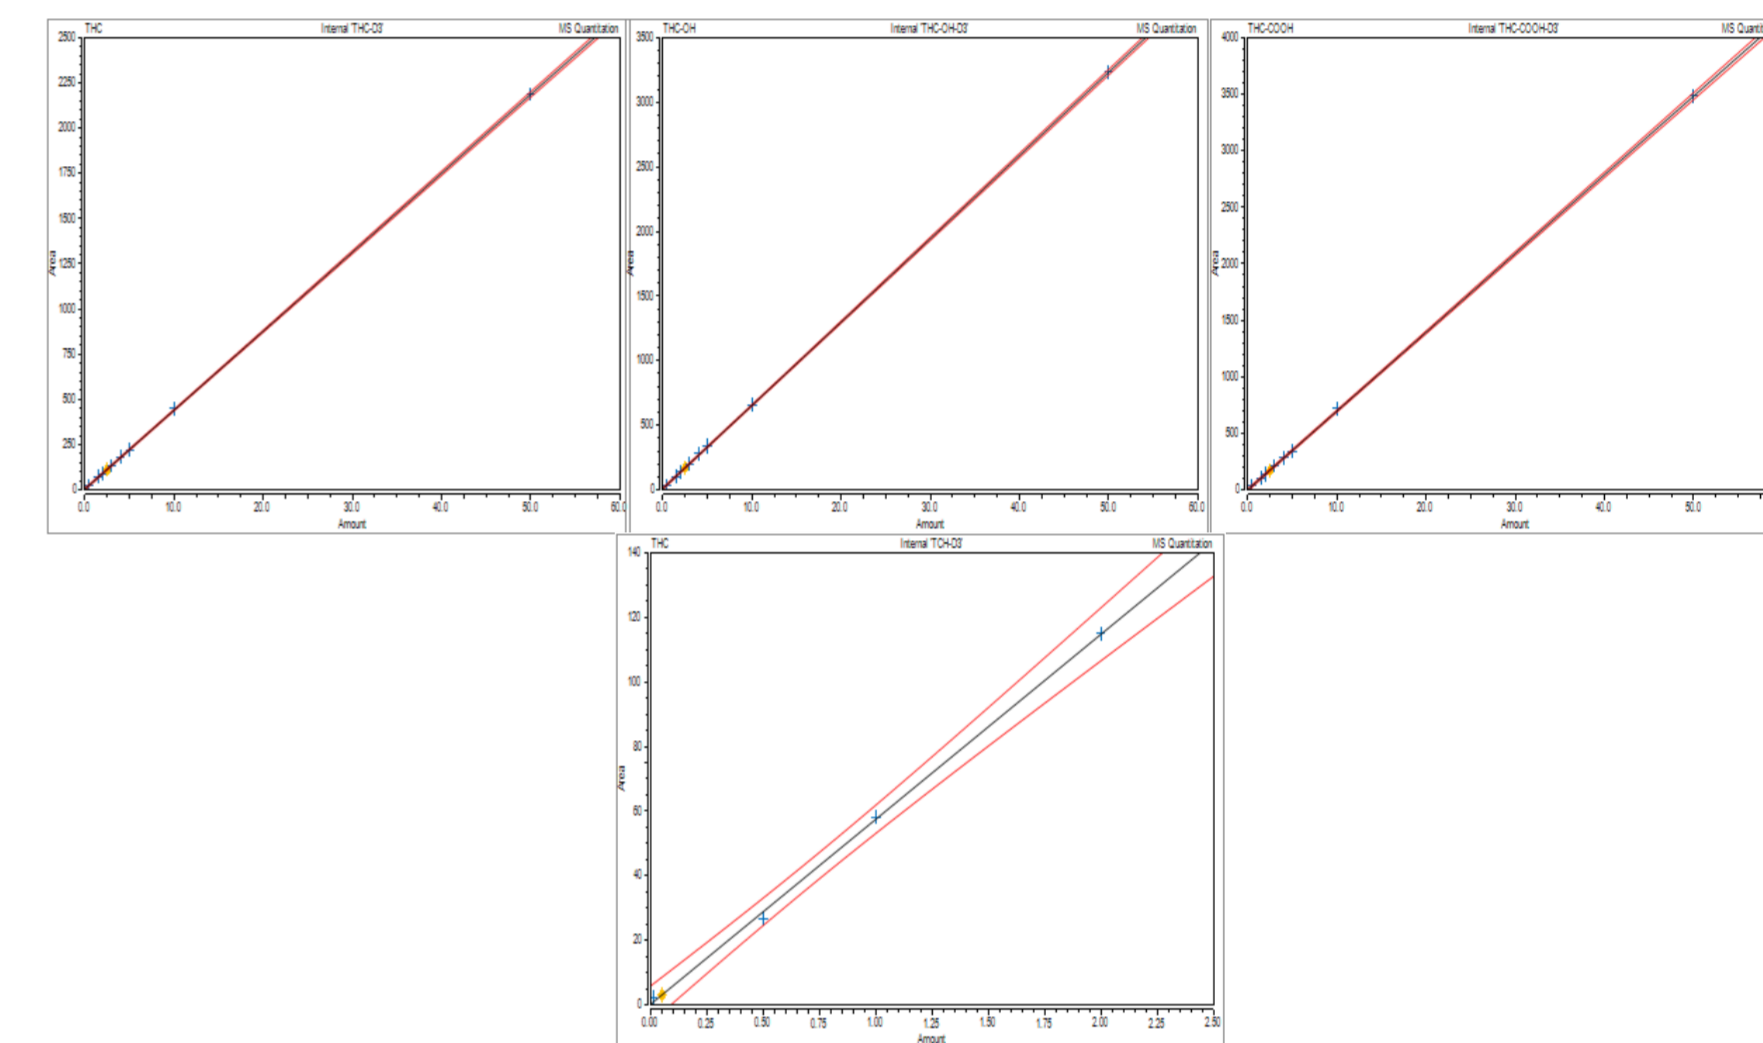 THC Internal 'THC-D3' MS Quantitation
2500
2250
2000
1750
1500
1250
1000
750
500
250
0
Area
0.0 10.0 20.0 30.0 40.0 50.0 60.0
Amount
THC-OH Internal 'THC-OH-D3' MS Quantitation
3500
3000
2500
2000
1500
1000
500
0
Area
0.0 10.0 20.0 30.0 40.0 50.0 60.0
Amount
THC-COOH Internal 'THC-COOH-D3' MS Quantit
4000
3500
3000
2500
2000
1500
1000
500
0
Area
0.0 10.0 20.0 30.0 40.0 50.0
Amount
THC Internal 'TCH-D3' MS Quantitation
140
120
100
80
60
40
20
0
Area
0.00 0.25 0.50 0.75 1.00 1.25 1.50 1.75 2.00 2.25 2.50
Amount